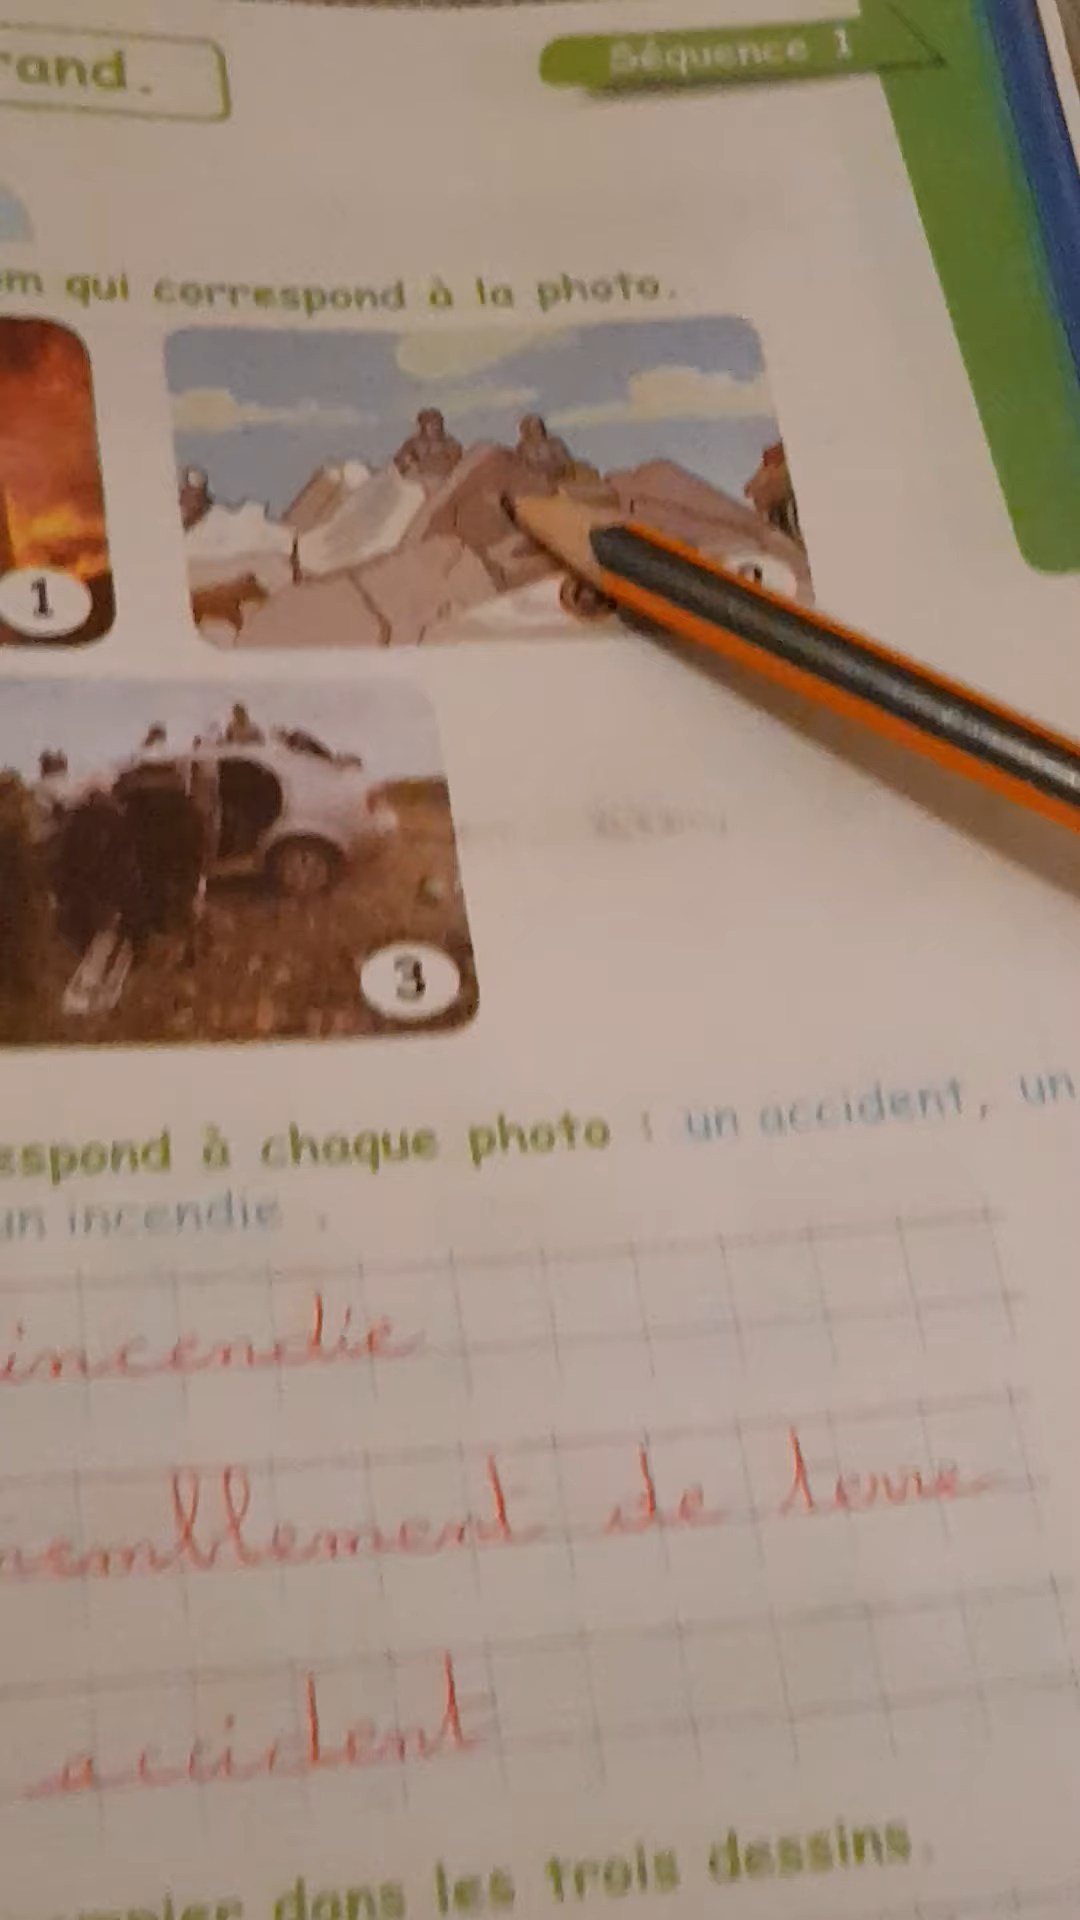 rand.
Séquence 1
qui correspond à la photo.
1
3
espond à chaque photo : un accident, un
un incendie.
incendie
emblement de terre
accident
dans les trois dessins.